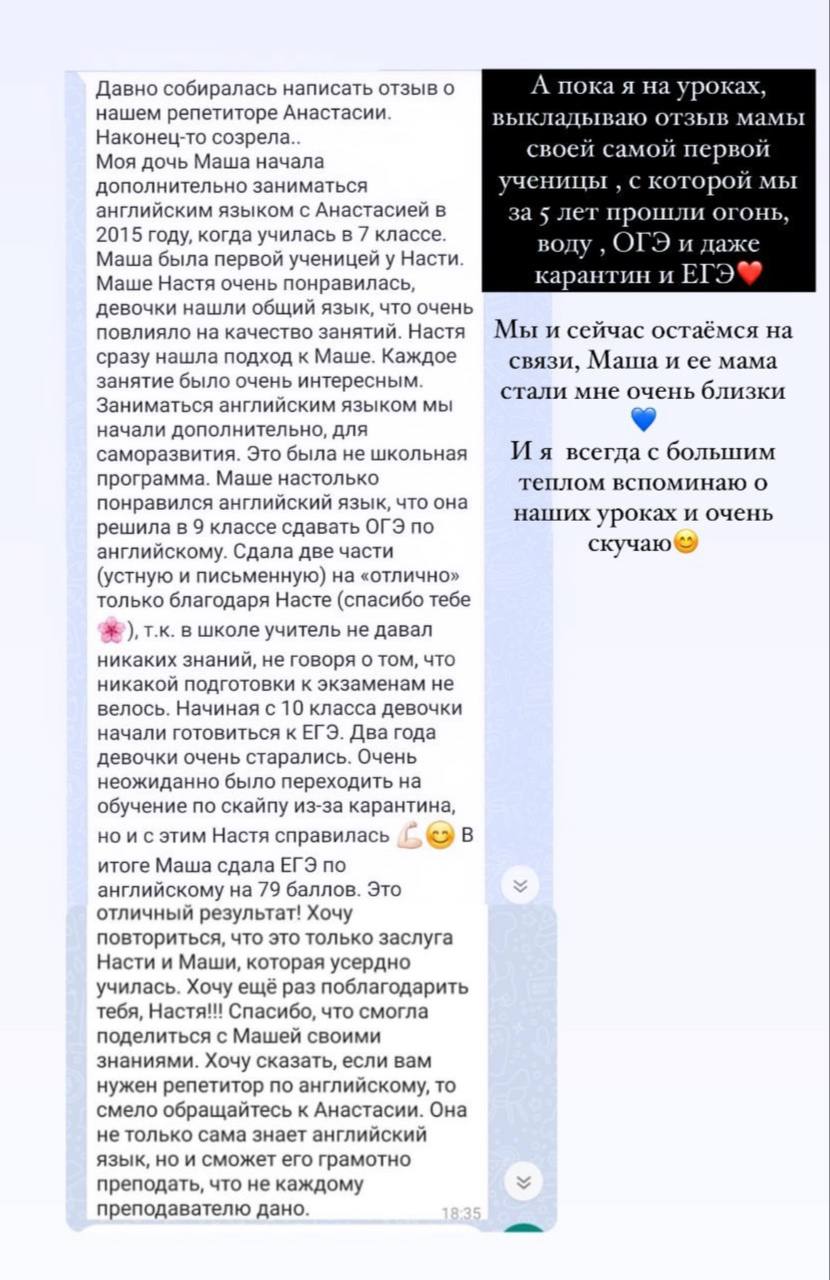 Давно собиралась написать отзыв о
нашем репетиторе Анастасии.
Наконец-то созрела..
Моя дочь Маша начала
дополнительно заниматься
английским языком с Анастасией в
2015 году, когда училась в 7 классе.
Маша была первой ученицей у Насти.
Маше Настя очень понравилась,
девочки нашли общий язык, что очень
повлияло на качество занятий. Настя
сразу нашла подход к Маше. Каждое
занятие было очень интересным.
Заниматься английским языком мы
начали дополнительно, для
саморазвития. Это была не школьная
программа. Маше настолько
понравился английский язык, что она
решила в 9 классе сдавать ОГЭ по
английскому. Сдала две части
(устную и письменную) на «отлично»
только благодаря Насте (спасибо тебе
🌸), т.к. в школе учитель не давал
никаких знаний, не говоря о том, что
никакой подготовки к экзаменам не
велось. Начиная с 10 класса девочки
начали готовиться к ЕГЭ. Два года
девочки очень старались. Очень
неожиданно было переходить на
обучение по скайпу из-за карантина,
но и с этим Настя справилась 💪🏻😊 В
итоге Маша сдала ЕГЭ по
английскому на 79 баллов. Это
отличный результат! Хочу
повториться, что это только заслуга
Насти и Маши, которая усердно
училась. Хочу ещё раз поблагодарить
тебя, Настя!!! Спасибо, что смогла
поделиться с Машей своими
знаниями. Хочу сказать, если вам
нужен репетитор по английскому, то
смело обращайтесь к Анастасии. Она
не только сама знает английский
язык, но и сможет его грамотно
преподать, что не каждому
преподавателю дано.
18:35
А пока я на уроках,
выкладываю отзыв мамы
своей самой первой
ученицы , с которой мы
за 5 лет прошли огонь,
воду , ОГЭ и даже
карантин и ЕГЭ❤️
Мы и сейчас остаёмся на
связи, Маша и ее мама
стали мне очень близки
💙
И я всегда с большим
теплом вспоминаю о
наших уроках и очень
скучаю😊